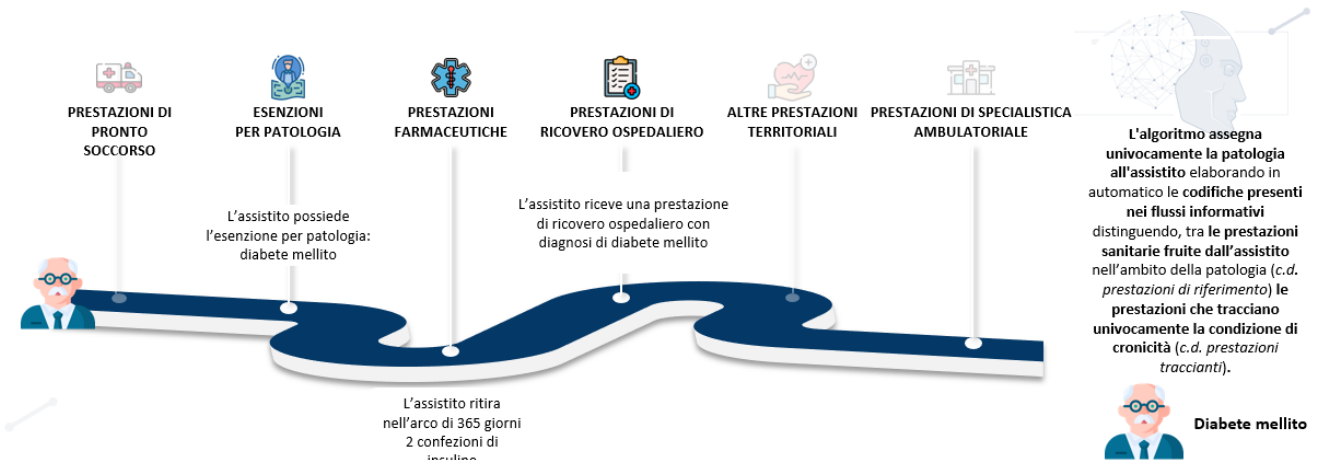 PRESTAZIONI DI
PRONTO
SOCCORSO
ESENZIONI
PER PATOLOGIA
PRESTAZIONI
FARMACEUTICHE
PRESTAZIONI DI
RICOVERO OSPEDALIERO
ALTRE PRESTAZIONI
TERRITORIALI
PRESTAZIONI DI SPECIALISTICA
AMBULATORIALE
L’assistito possiede
l’esenzione per patologia:
diabete mellito
L’assistito riceve una prestazione
di ricovero ospedaliero con
diagnosi di diabete mellito
L’assistito ritira
nell’arco di 365 giorni
2 confezioni di
insuline
L'algoritmo assegna
univocamente la patologia
all'assistito elaborando in
automatico le codifiche presenti
nei flussi informativi
distinguendo, tra le prestazioni
sanitarie fruite dall’assistito
nell’ambito della patologia (c.d.
prestazioni di riferimento) le
prestazioni che tracciano
univocamente la condizione di
cronicità (c.d. prestazioni
traccianti).
Diabete mellito